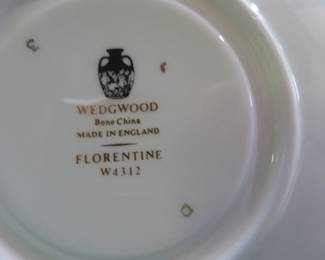 WEDGWOOD
Bone China
MADE IN ENGLAND
FLORENTINE
W4312